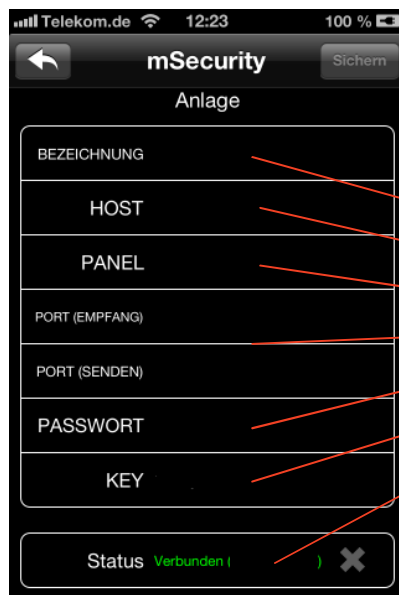 Telekom.de 12:23 100 %
mSecurity Sichern
Anlage
BEZEICHNUNG
HOST
PANEL
PORT (EMPFANG)
PORT (SENDEN)
PASSWORT
KEY
Status Verbunden ( )